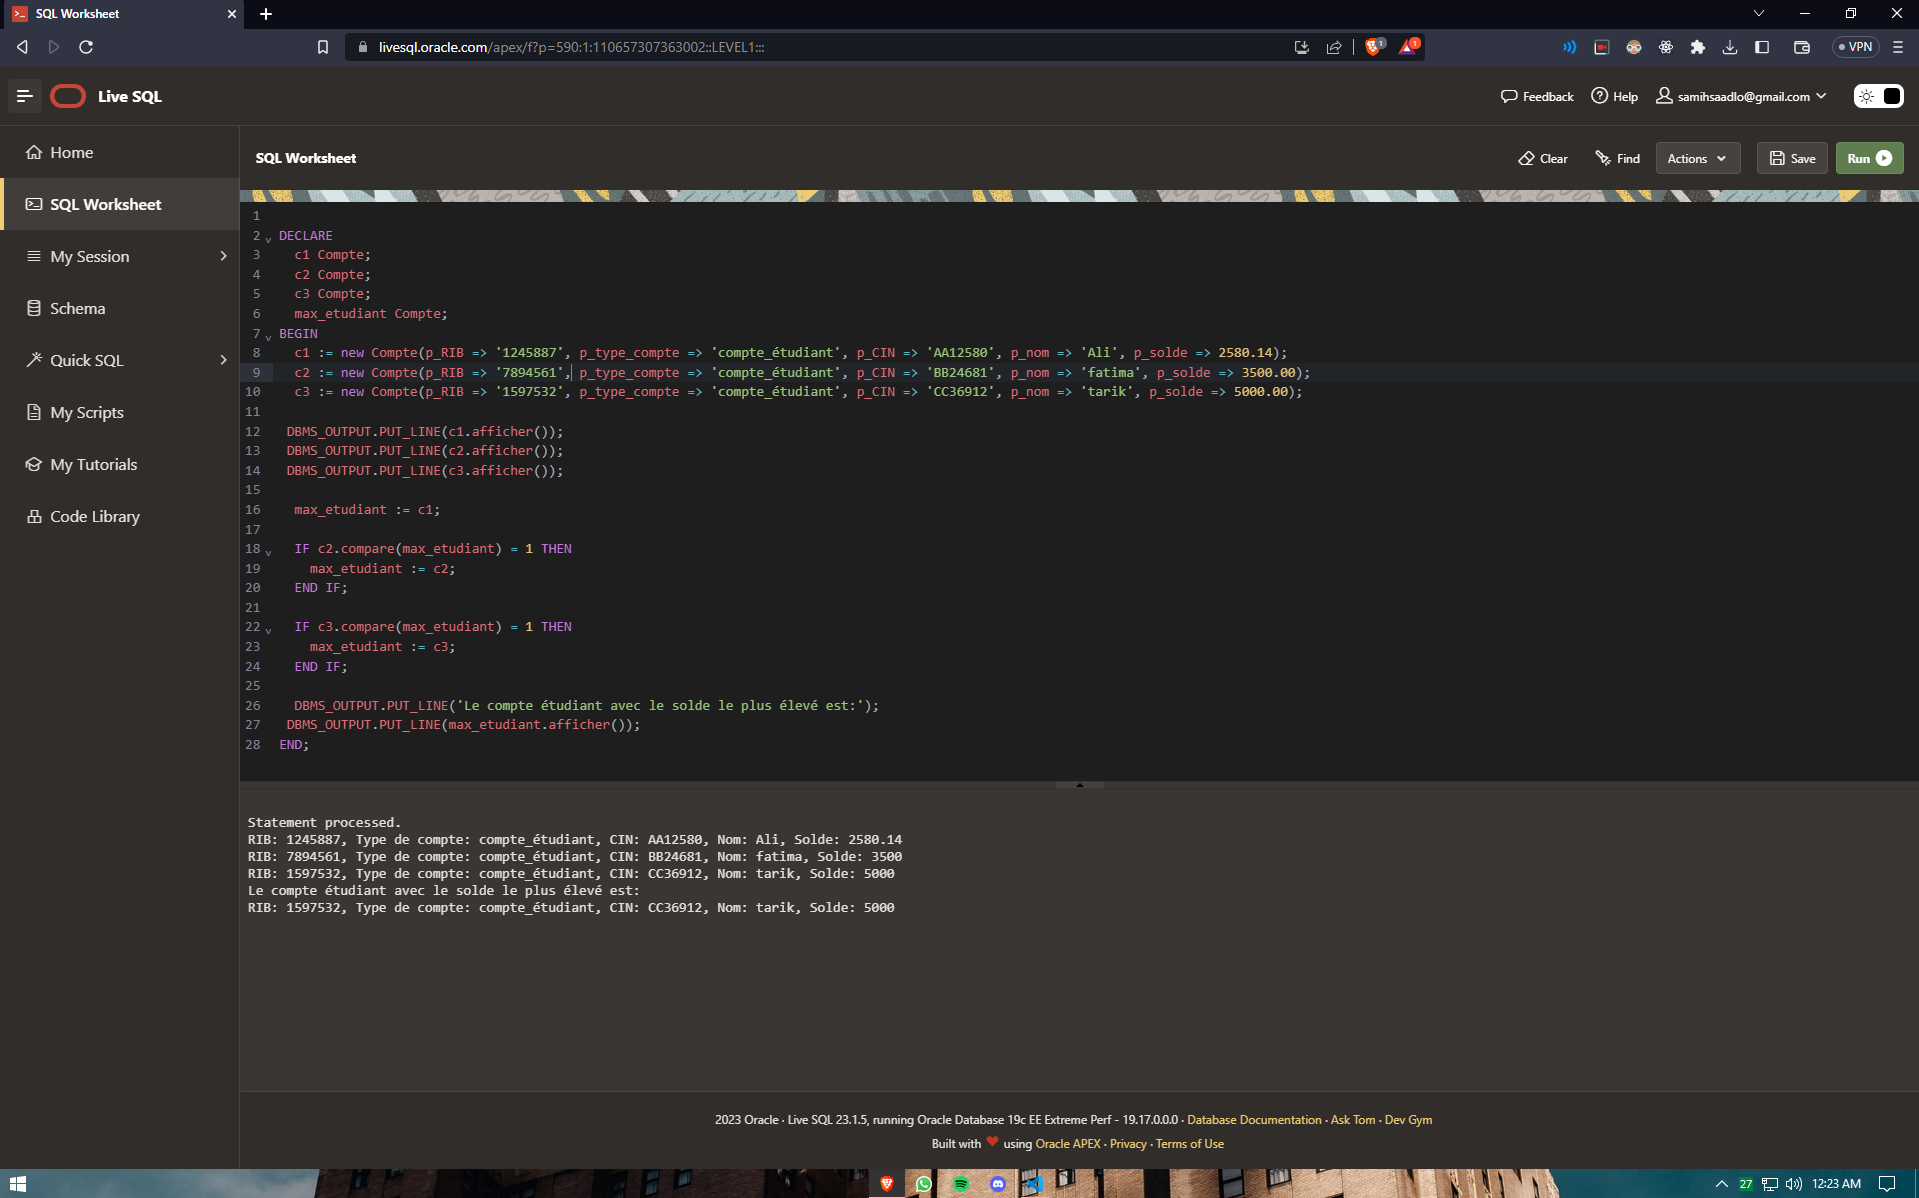 SQL Worksheet
livesql.oracle.com/apex/f?p=590:1:110657307363002::LEVEL1:::
1
1
VPN
Live SQL
Feedback
Help
samihsaadlo@gmail.com
Home
SQL Worksheet
My Session
Schema
Quick SQL
My Scripts
My Tutorials
Code Library
SQL Worksheet
Clear
Find
Actions
Save
Run
1
2 DECLARE
3 c1 Compte;
4 c2 Compte;
5 c3 Compte;
6 max_etudiant Compte;
7 BEGIN
8 c1 := new Compte(p_RIB => '1245887', p_type_compte => 'compte_étudiant', p_CIN => 'AA12580', p_nom => 'Ali', p_solde => 2580.14);
9 c2 := new Compte(p_RIB => '7894561', p_type_compte => 'compte_étudiant', p_CIN => 'BB24681', p_nom => 'fatima', p_solde => 3500.00);
10 c3 := new Compte(p_RIB => '1597532', p_type_compte => 'compte_étudiant', p_CIN => 'CC36912', p_nom => 'tarik', p_solde => 5000.00);
11
12 DBMS_OUTPUT.PUT_LINE(c1.afficher());
13 DBMS_OUTPUT.PUT_LINE(c2.afficher());
14 DBMS_OUTPUT.PUT_LINE(c3.afficher());
15
16 max_etudiant := c1;
17
18 IF c2.compare(max_etudiant) = 1 THEN
19 max_etudiant := c2;
20 END IF;
21
22 IF c3.compare(max_etudiant) = 1 THEN
23 max_etudiant := c3;
24 END IF;
25
26 DBMS_OUTPUT.PUT_LINE('Le compte étudiant avec le solde le plus élevé est:');
27 DBMS_OUTPUT.PUT_LINE(max_etudiant.afficher());
28 END;
Statement processed.
RIB: 1245887, Type de compte: compte_étudiant, CIN: AA12580, Nom: Ali, Solde: 2580.14
RIB: 7894561, Type de compte: compte_étudiant, CIN: BB24681, Nom: fatima, Solde: 3500
RIB: 1597532, Type de compte: compte_étudiant, CIN: CC36912, Nom: tarik, Solde: 5000
Le compte étudiant avec le solde le plus élevé est:
RIB: 1597532, Type de compte: compte_étudiant, CIN: CC36912, Nom: tarik, Solde: 5000
2023 Oracle · Live SQL 23.1.5, running Oracle Database 19c EE Extreme Perf - 19.17.0.0.0 · Database Documentation · Ask Tom · Dev Gym
Built with ❤ using Oracle APEX · Privacy · Terms of Use
27
12:23 AM